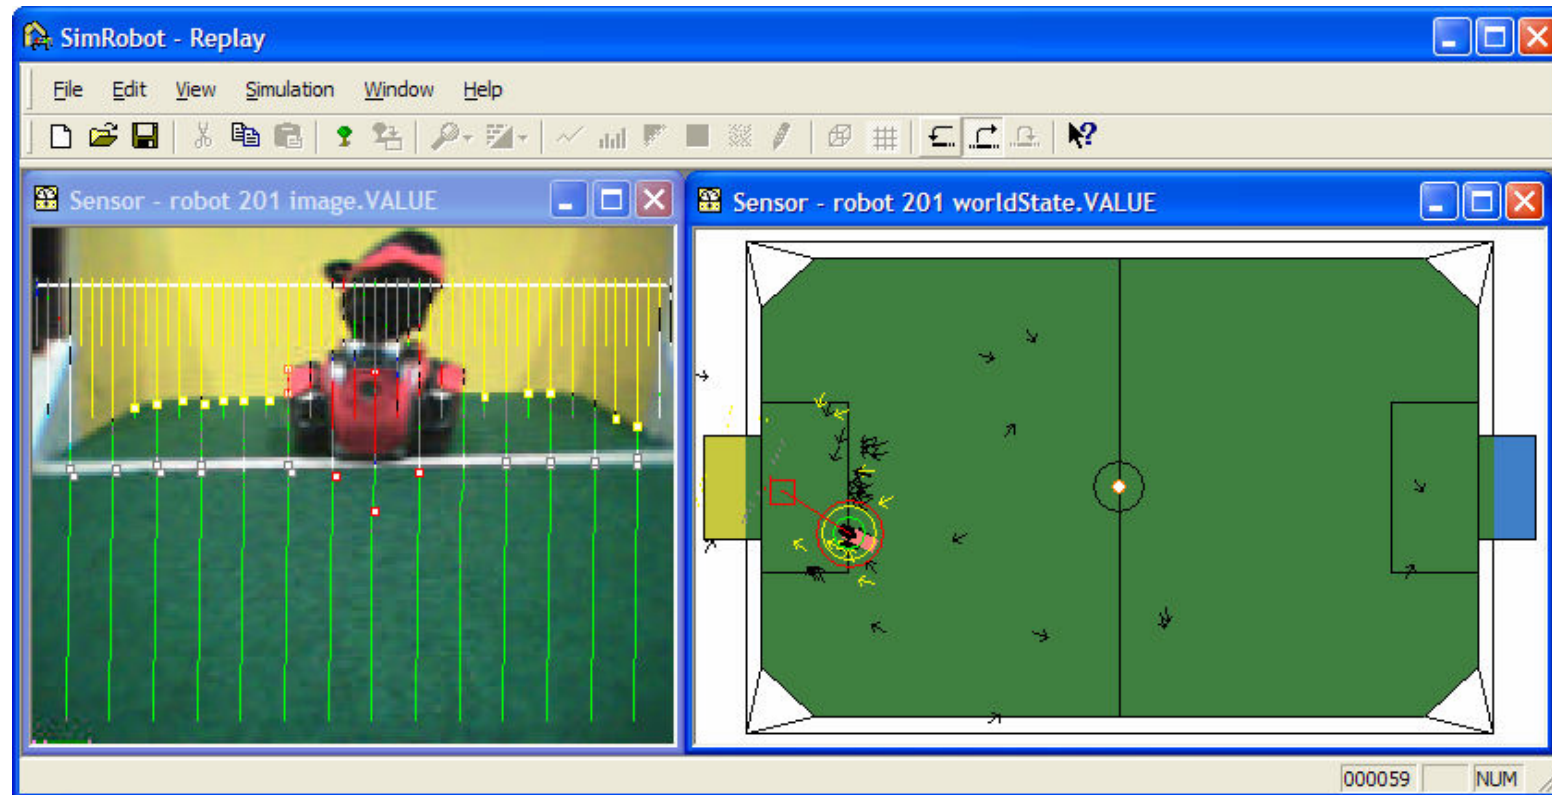 SimRobot - Replay
File Edit View Simulation Window Help
Sensor - robot 201 image.VALUE
Sensor - robot 201 worldState.VALUE
000059 NUM